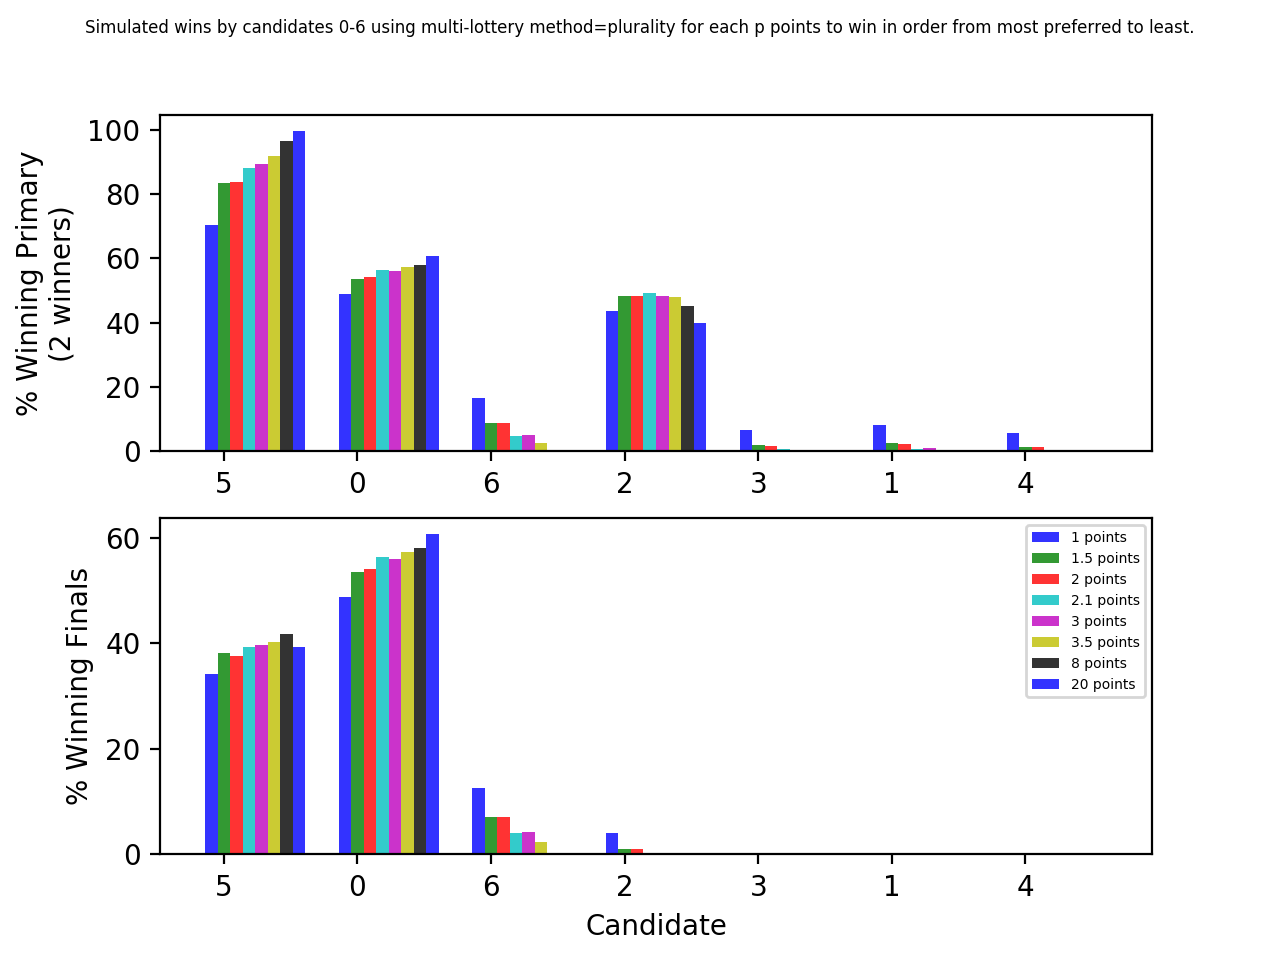 Simulated wins by candidates 0-6 using multi-lottery method=plurality for each p points to win in order from most preferred to least.
% Winning Primary
(2 winners)
100
80
60
40
20
0
5 0 6 2 3 1 4
% Winning Finals
60
40
20
0
1 points
1.5 points
2 points
2.1 points
3 points
3.5 points
8 points
20 points
5 0 6 2 3 1 4
Candidate